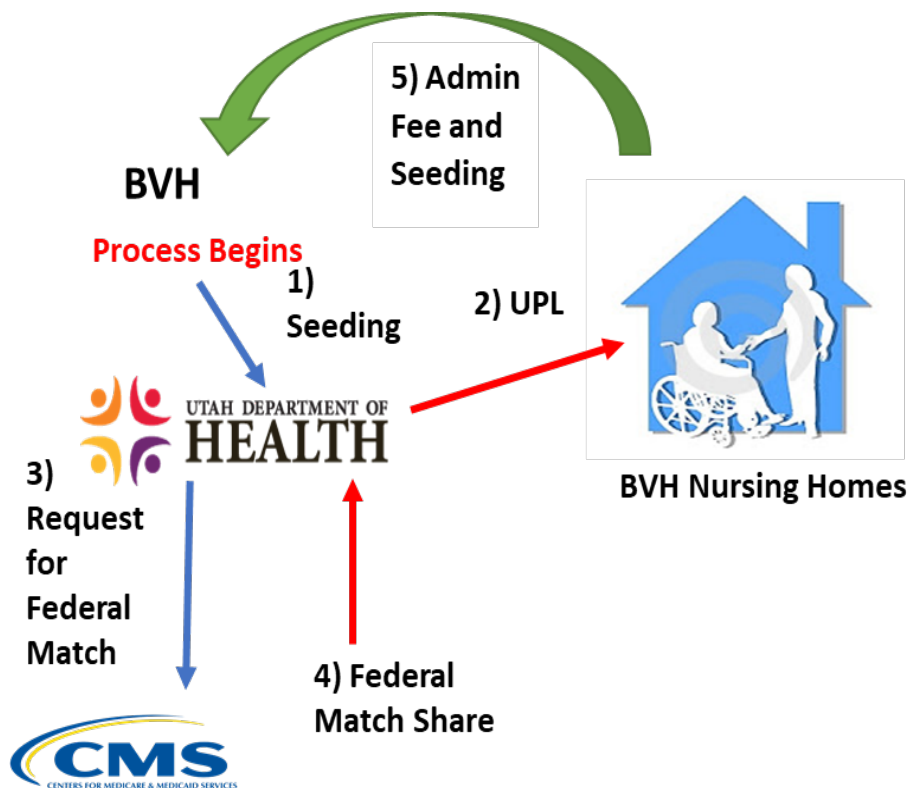 5) Admin
Fee and
Seeding
BVH
Process Begins
1)
Seeding
2) UPL
UTAH DEPARTMENT OF
HEALTH
BVH Nursing Homes
3)
Request
for
Federal
Match
4) Federal
Match Share
CMS
CENTERS FOR MEDICARE & MEDICAID SERVICES